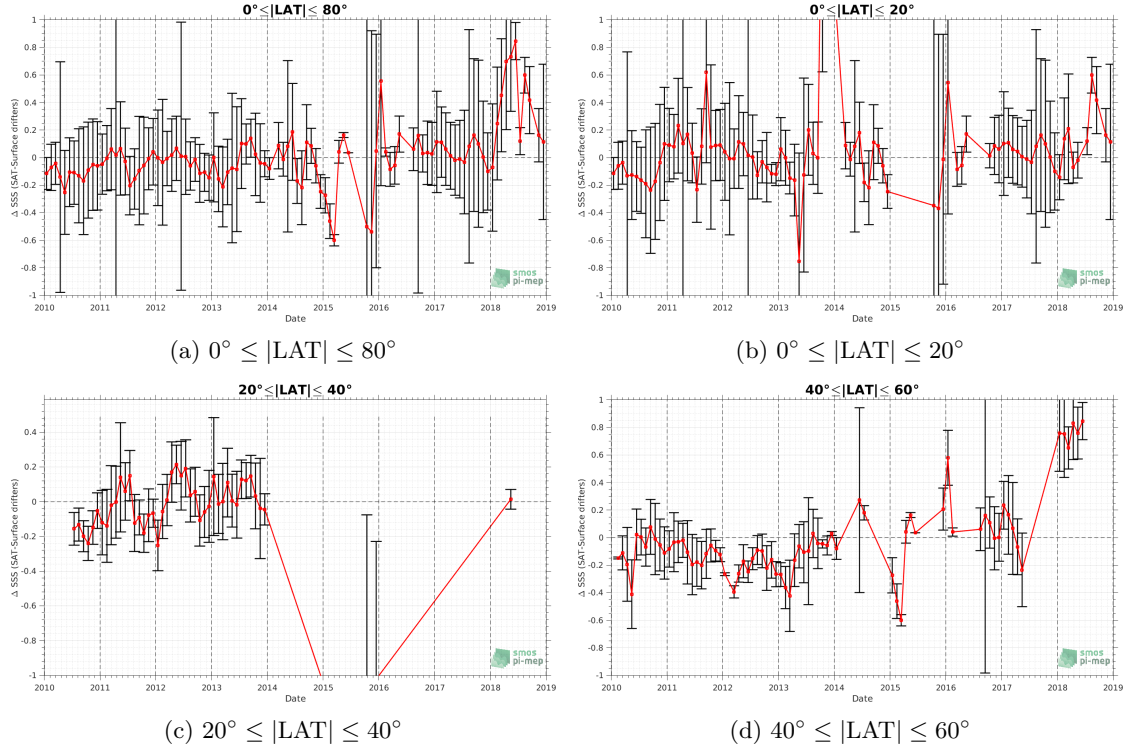 0°≤|LAT|≤ 80°
Δ SSS (SAT-Surface drifters)
1
0.8
0.6
0.4
0.2
0
-0.2
-0.4
-0.6
-0.8
-1
2010 2011 2012 2013 2014 2015 2016 2017 2018 2019
Date
smos
pi-mep
(a) 0° ≤ |LAT| ≤ 80°
0°≤|LAT|≤ 20°
Δ SSS (SAT-Surface drifters)
1
0.8
0.6
0.4
0.2
0
-0.2
-0.4
-0.6
-0.8
-1
2010 2011 2012 2013 2014 2015 2016 2017 2018 2019
Date
smos
pi-mep
(b) 0° ≤ |LAT| ≤ 20°
20°≤|LAT|≤ 40°
Δ SSS (SAT-Surface drifters)
0.4
0.2
0
-0.2
-0.4
-0.6
-0.8
-1
2010 2011 2012 2013 2014 2015 2016 2017 2018 2019
Date
smos
pi-mep
(c) 20° ≤ |LAT| ≤ 40°
40°≤|LAT|≤ 60°
Δ SSS (SAT-Surface drifters)
1
0.8
0.6
0.4
0.2
0
-0.2
-0.4
-0.6
-0.8
-1
2010 2011 2012 2013 2014 2015 2016 2017 2018 2019
Date
smos
pi-mep
(d) 40° ≤ |LAT| ≤ 60°